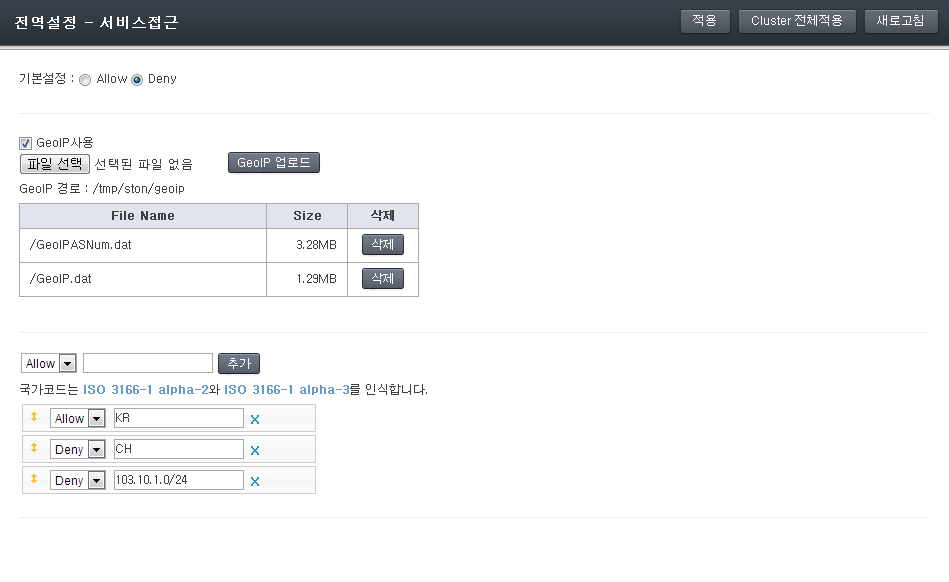 전역설정 - 서비스접근 적용 Cluster 전체적용 새로고침
기본설정 : Allow Deny
GeoIP사용
파일 선택 선택된 파일 없음 GeoIP 업로드
GeoIP 경로 : /tmp/ston/geoip
File Name Size 삭제
/GeoIPASNum.dat 3.28MB 삭제
/GeoIP.dat 1.29MB 삭제
Allow 추가
국가코드는 ISO 3166-1 alpha-2와 ISO 3166-1 alpha-3를 인식합니다.
Allow KR
Deny CH
Deny 103.10.1.0/24